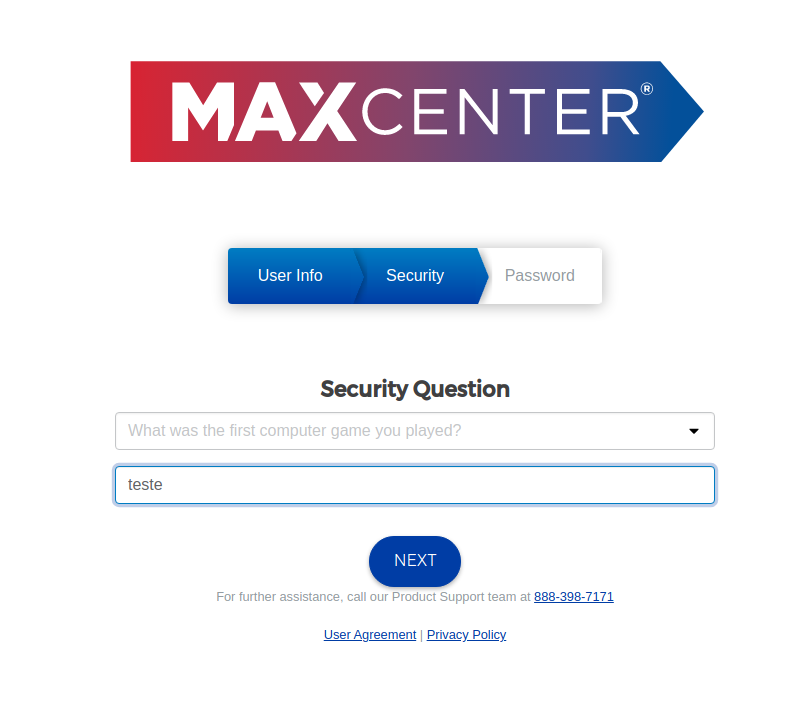 MAXCENTER®
User Info
Security
Password
Security Question
What was the first computer game you played?
teste
NEXT
For further assistance, call our Product Support team at 888-398-7171
User Agreement | Privacy Policy